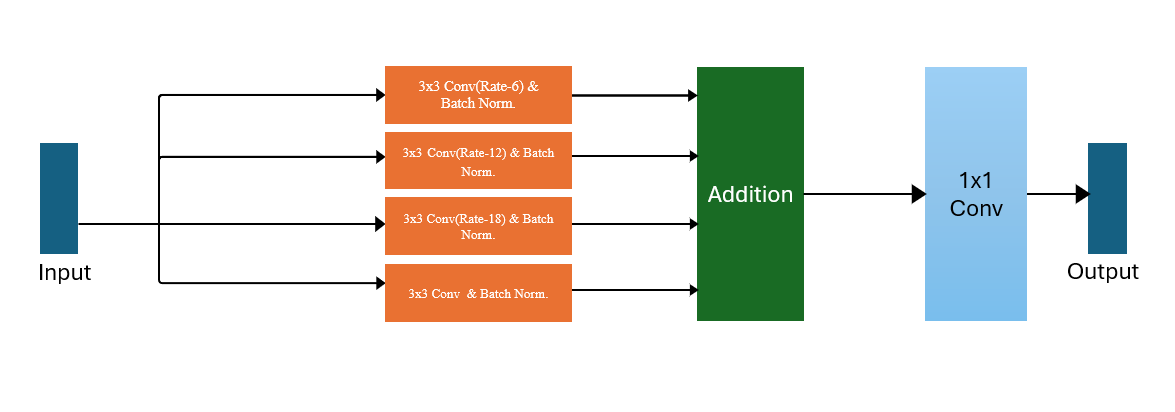 Input
3x3 Conv(Rate-6) &
Batch Norm.
3x3 Conv(Rate-12) & Batch
Norm.
3x3 Conv(Rate-18) & Batch
Norm.
3x3 Conv & Batch Norm.
Addition
1x1
Conv
Output